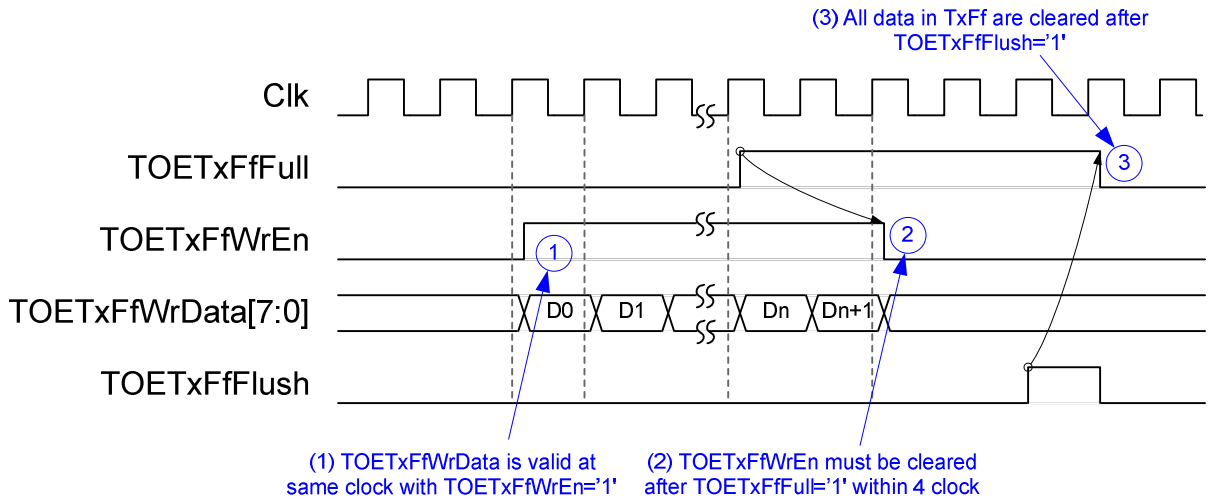 (3) All data in TxFf are cleared after
TOETxFfFlush='1'
Clk
TOETxFfFull
3
TOETxFfWrEn
1
2
TOETxFfWrData[7:0]
D0
D1
Dn
Dn+1
TOETxFfFlush
(1) TOETxFfWrData is valid at
same clock with TOETxFfWrEn='1'
(2) TOETxFfWrEn must be cleared
after TOETxFfFull='1' within 4 clock